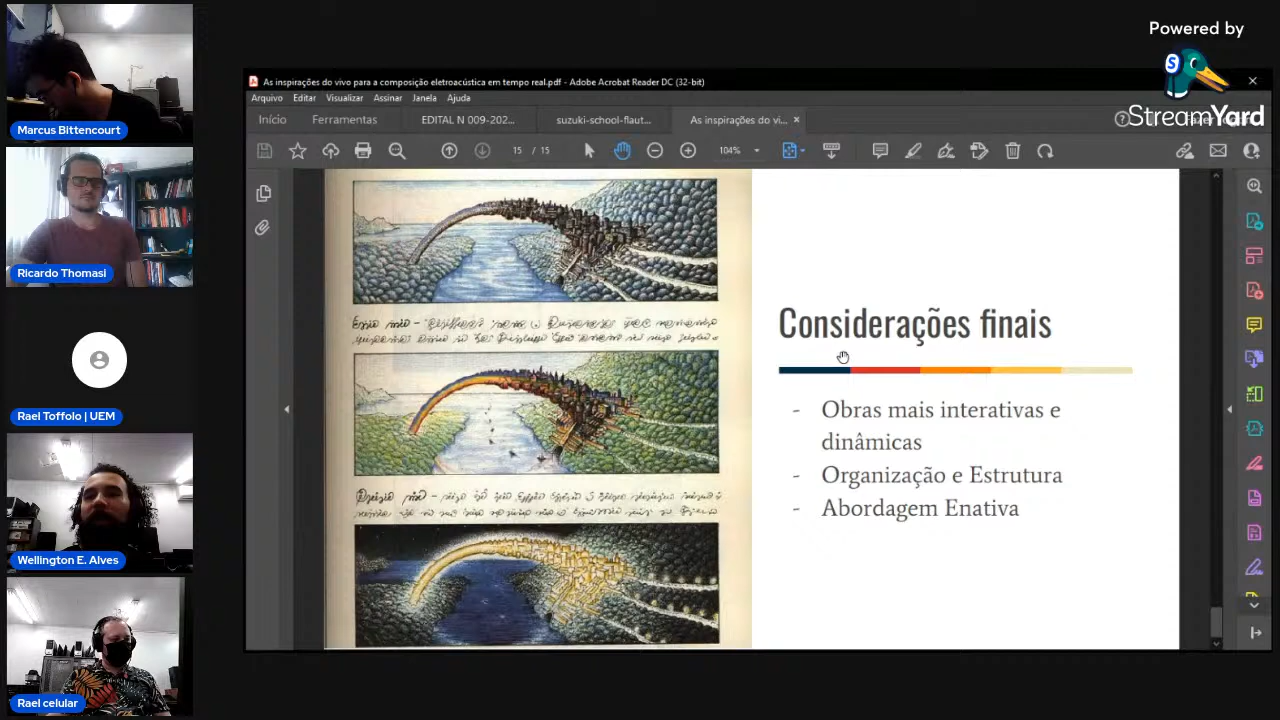 Powered by
StreamYard
As inspirações do vivo para a composição eletroacústica em tempo real.pdf - Adobe Acrobat Reader DC (32-bit)
Arquivo Editar Visualizar Assinar Janela Ajuda
Início Ferramentas EDITAL N 009-202... suzuki-school-flaut... As inspirações do vi... ×
15 / 15 104%
Considerações finais
- Obras mais interativas e
dinâmicas
- Organização e Estrutura
- Abordagem Enativa
Marcus Bittencourt
Ricardo Thomasi
Rael Toffolo | UEM
Wellington E. Alves
Rael celular